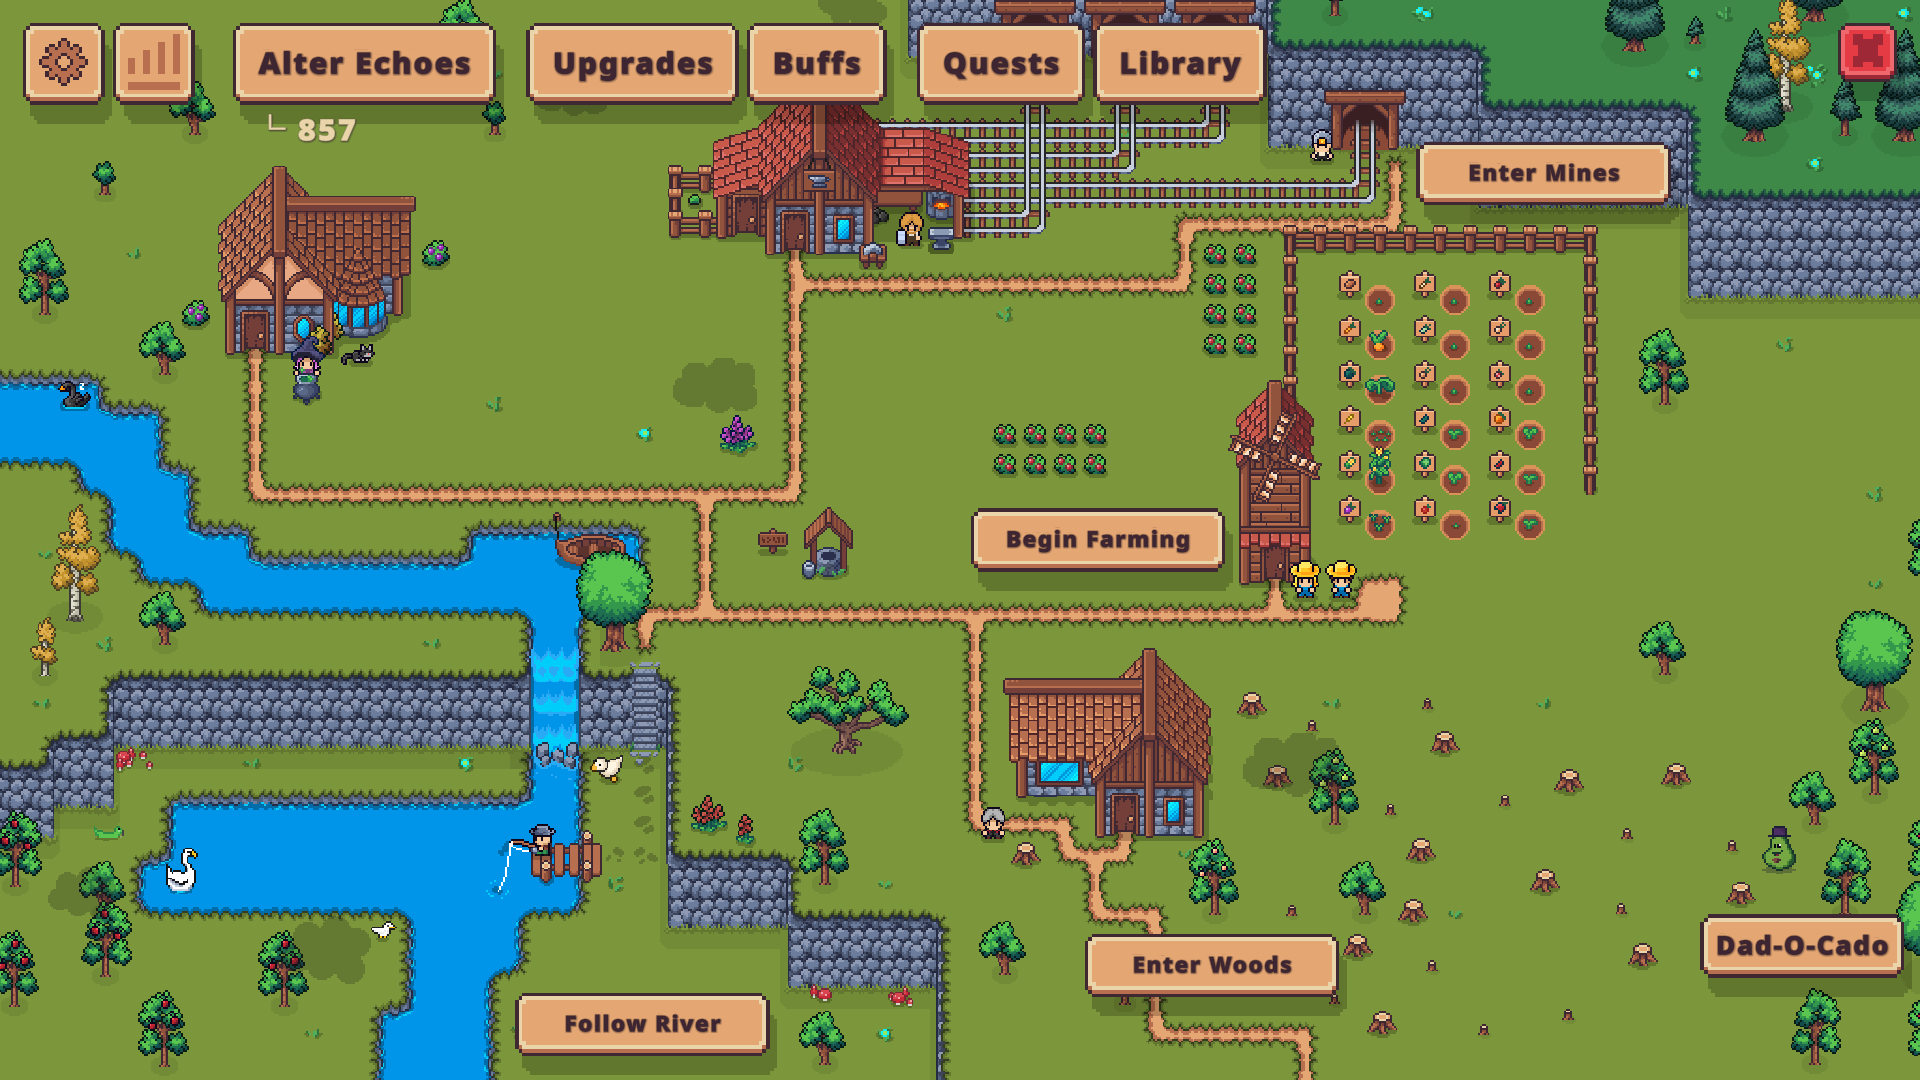 Alter Echoes
Upgrades
Buffs
Quests
Library
857
Enter Mines
Begin Farming
Enter Woods
Dad-O-Cado
Follow River